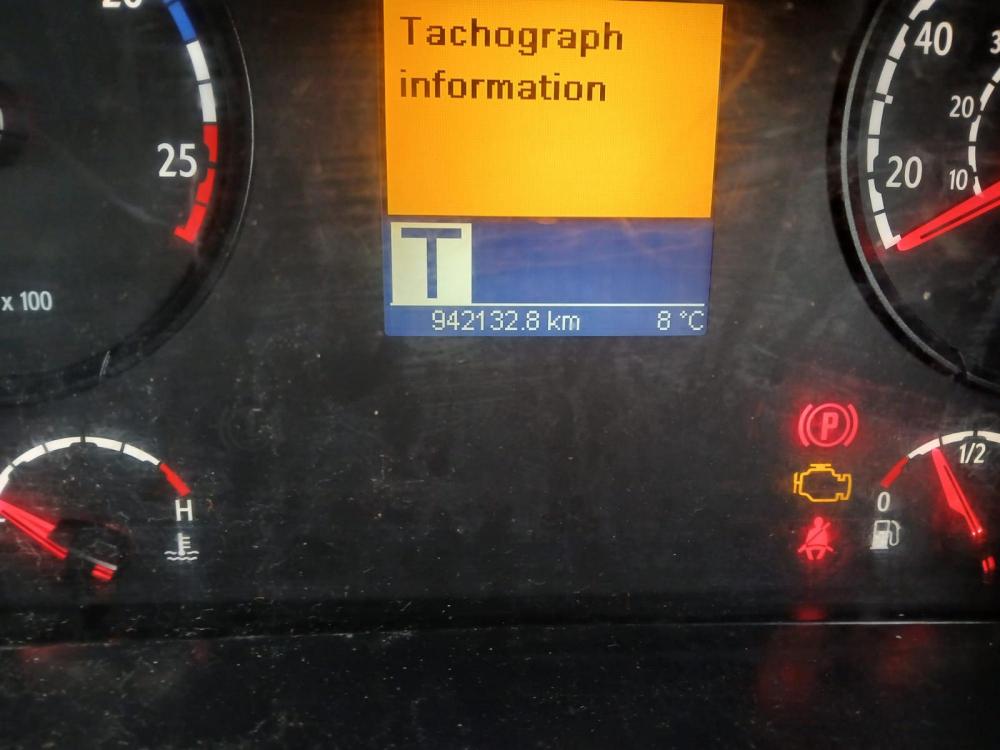 Tachograph
information
T
942132.8 km 8 °C
25
x 100
40
20
20
10
H
P
1/2
0